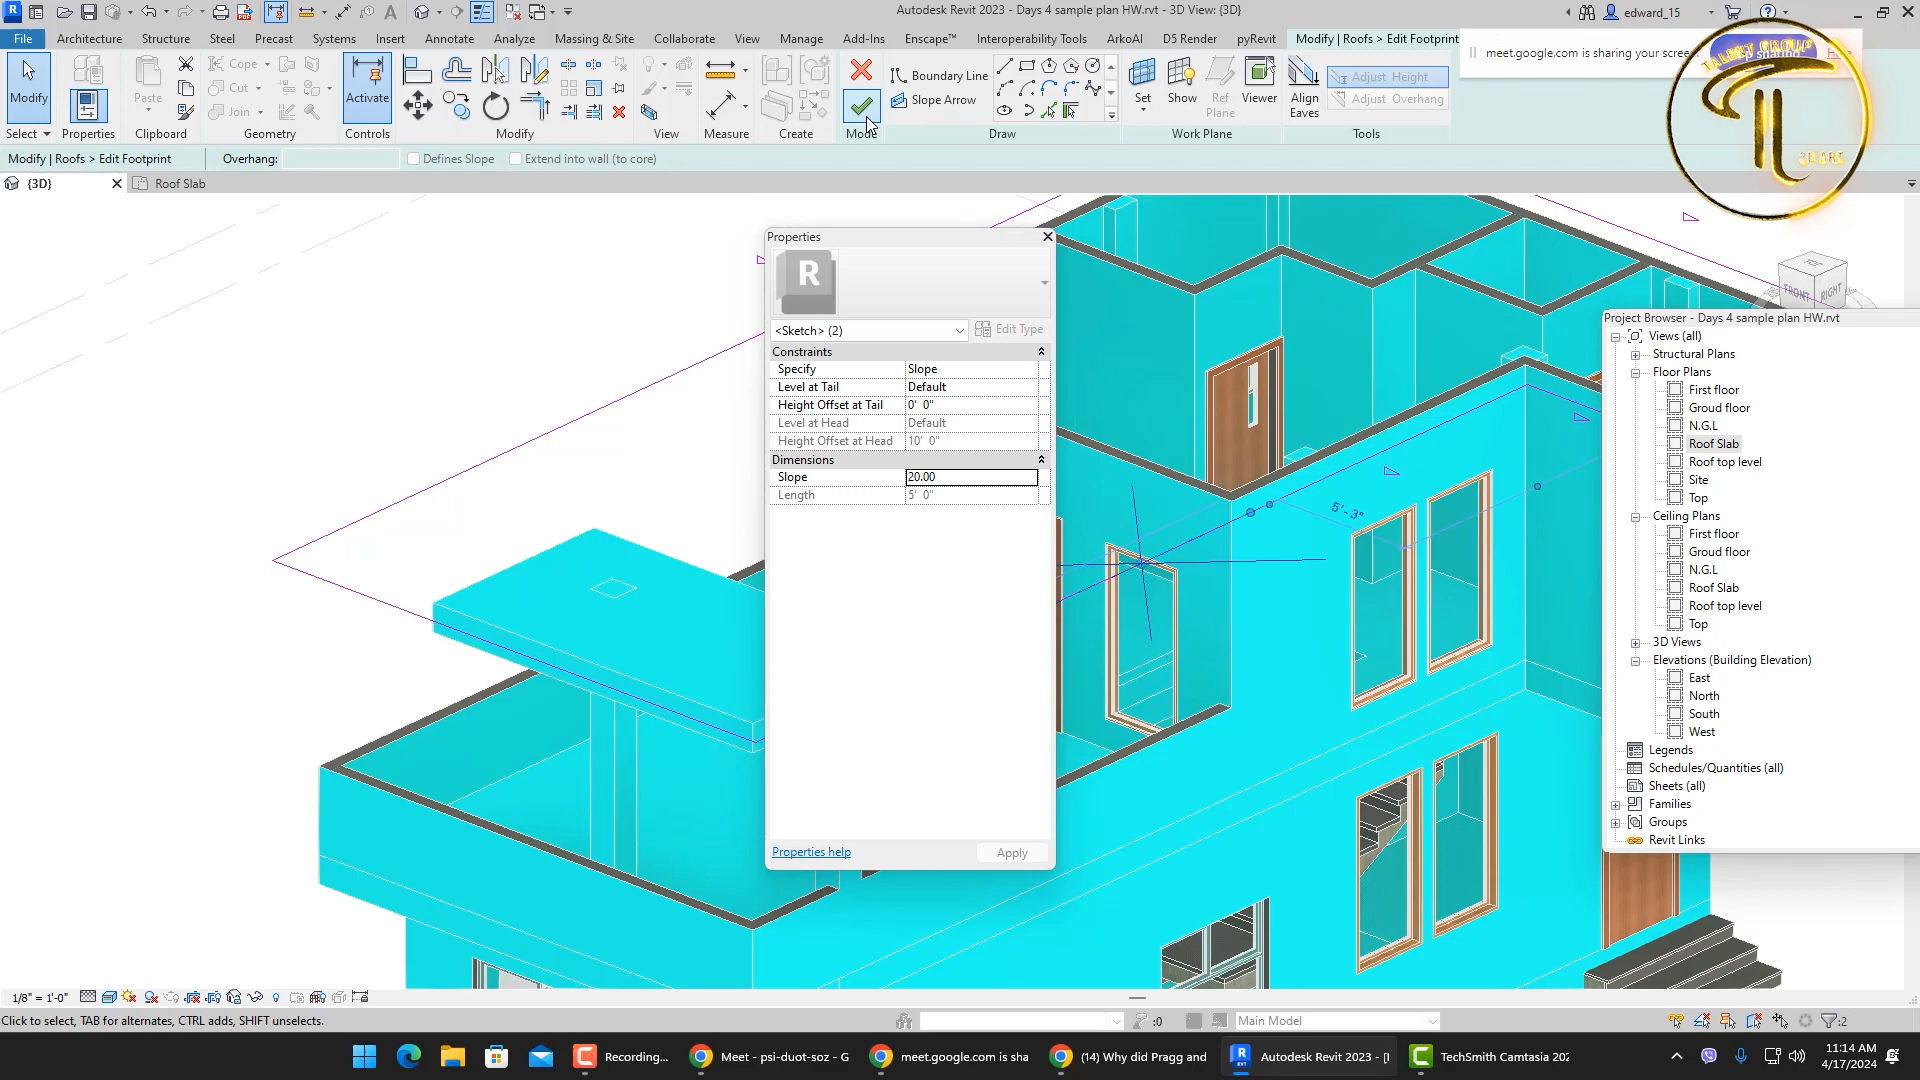 Autodesk Revit 2023 - Days 4 sample plan HW.rvt - 3D View: {3D}
edward_15
File Architecture Structure Steel Precast Systems Insert Annotate Analyze Massing & Site Collaborate View Manage Add-Ins Enscape™ Interoperability Tools ArkoAI D5 Render pyRevit Modify | Roofs > Edit Footprint
meet.google.com is sharing your screen
TALENT GROUP
3D ART
Modify
Paste
Cope
Cut
Join
Activate
Boundary Line
Slope Arrow
Set
Show
Ref
Plane
Viewer
Align
Eaves
Adjust Height
Adjust Overhang
Select Properties Clipboard Geometry Controls Modify View Measure Create Mode Draw Work Plane Tools
Modify | Roofs > Edit Footprint Overhang: Defines Slope Extend into wall (to core)
{3D} Roof Slab
Properties
R
<Sketch> (2) Edit Type
Constraints
Specify Slope
Level at Tail Default
Height Offset at Tail 0' 0"
Level at Head Default
Height Offset at Head 10' 0"
Dimensions
Slope 20.00
Length 5' 0"
Properties help Apply
5' - 3"
FRONT RIGHT
Project Browser - Days 4 sample plan HW.rvt
Views (all)
Structural Plans
Floor Plans
First floor
Groud floor
N.G.L
Roof Slab
Roof top level
Site
Top
Ceiling Plans
First floor
Groud floor
N.G.L
Roof Slab
Roof top level
Top
3D Views
Elevations (Building Elevation)
East
North
South
West
Legends
Schedules/Quantities (all)
Sheets (all)
Families
Groups
Revit Links
1/8" = 1'-0"
Click to select, TAB for alternates, CTRL adds, SHIFT unselects.
:0
Main Model
:2
Recording...
Meet - psi-duot-soz - G
meet.google.com is sha
(14) Why did Pragg and
Autodesk Revit 2023 - [
TechSmith Camtasia 202
11:14 AM
4/17/2024